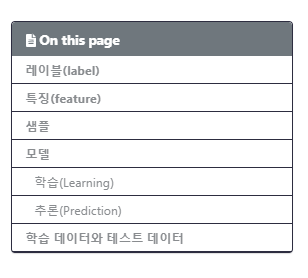 On this page
레이블(label)
특징(feature)
샘플
모델
학습(Learning)
추론(Prediction)
학습 데이터와 테스트 데이터